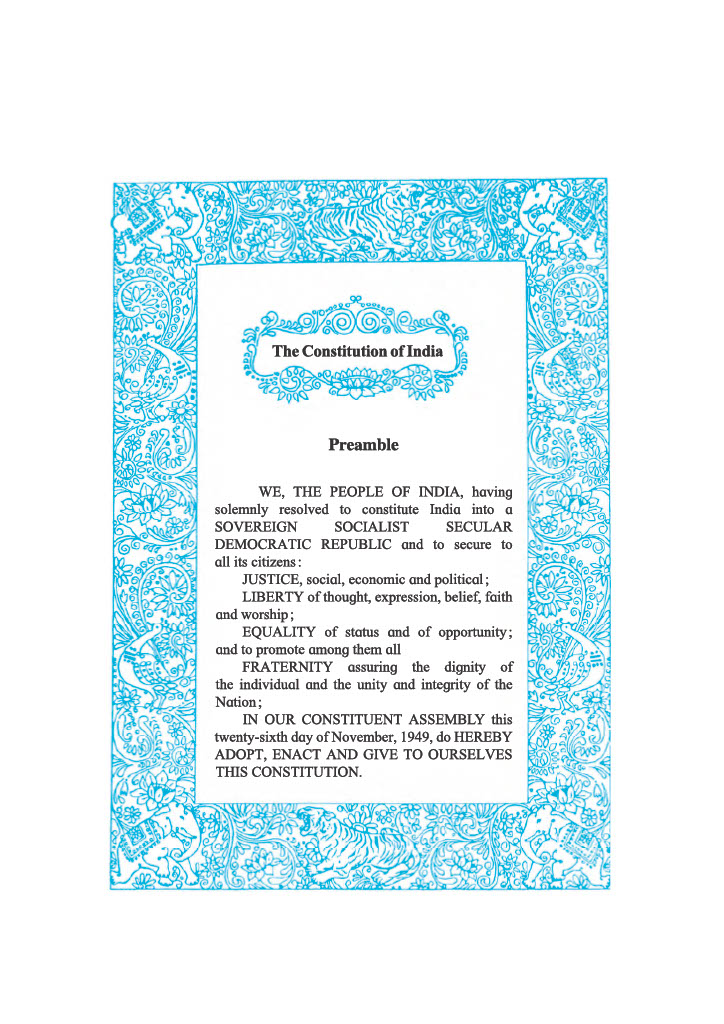 The Constitution of India
Preamble
WE, THE PEOPLE OF INDIA, having
solemnly resolved to constitute India into a
SOVEREIGN SOCIALIST SECULAR
DEMOCRATIC REPUBLIC and to secure to
all its citizens :
JUSTICE, social, economic and political ;
LIBERTY of thought, expression, belief, faith
and worship ;
EQUALITY of status and of opportunity ;
and to promote among them all
FRATERNITY assuring the dignity of
the individual and the unity and integrity of the
Nation ;
IN OUR CONSTITUENT ASSEMBLY this
twenty-sixth day of November, 1949, do HEREBY
ADOPT, ENACT AND GIVE TO OURSELVES
THIS CONSTITUTION.